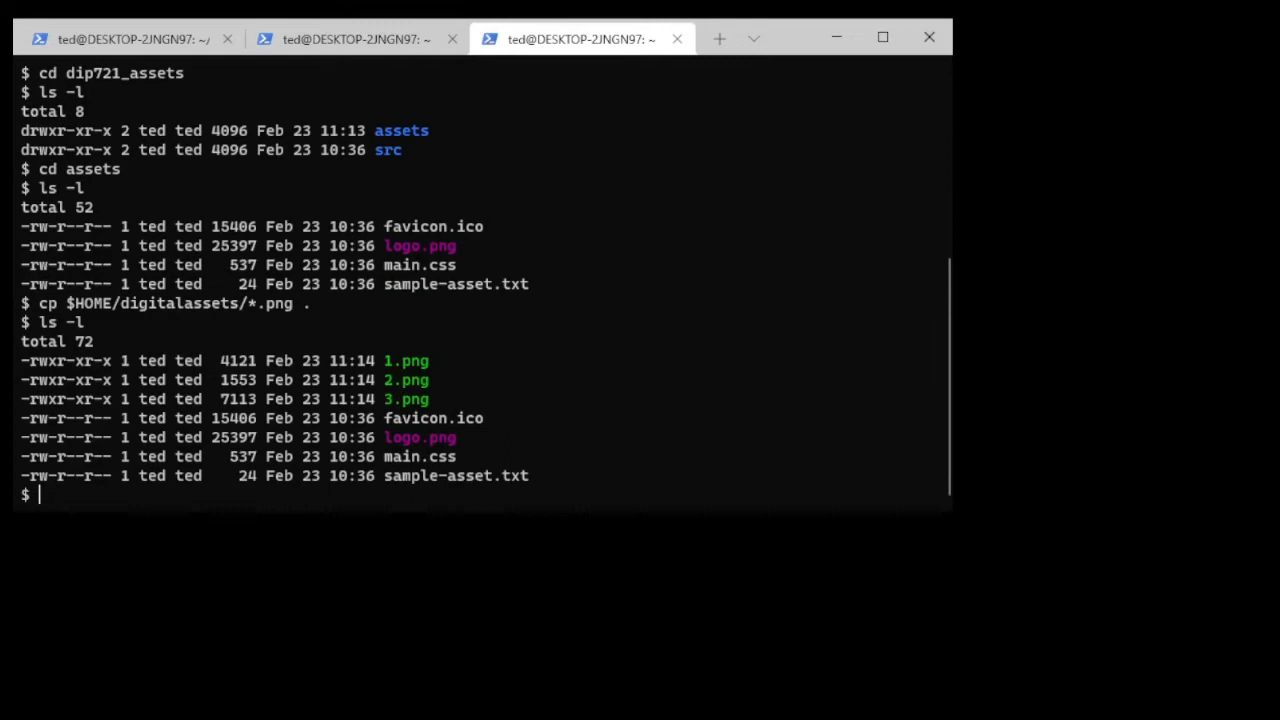 ted@DESKTOP-2JNGN97: ~/ ted@DESKTOP-2JNGN97: ~ ted@DESKTOP-2JNGN97: ~
$ cd dip721_assets
$ ls -l
total 8
drwxr-xr-x 2 ted ted 4096 Feb 23 11:13 assets
drwxr-xr-x 2 ted ted 4096 Feb 23 10:36 src
$ cd assets
$ ls -l
total 52
-rw-r--r-- 1 ted ted 15406 Feb 23 10:36 favicon.ico
-rw-r--r-- 1 ted ted 25397 Feb 23 10:36 logo.png
-rw-r--r-- 1 ted ted   537 Feb 23 10:36 main.css
-rw-r--r-- 1 ted ted    24 Feb 23 10:36 sample-asset.txt
$ cp $HOME/digitalassets/*.png .
$ ls -l
total 72
-rwxr-xr-x 1 ted ted  4121 Feb 23 11:14 1.png
-rwxr-xr-x 1 ted ted  1553 Feb 23 11:14 2.png
-rwxr-xr-x 1 ted ted  7113 Feb 23 11:14 3.png
-rw-r--r-- 1 ted ted 15406 Feb 23 10:36 favicon.ico
-rw-r--r-- 1 ted ted 25397 Feb 23 10:36 logo.png
-rw-r--r-- 1 ted ted   537 Feb 23 10:36 main.css
-rw-r--r-- 1 ted ted    24 Feb 23 10:36 sample-asset.txt
$